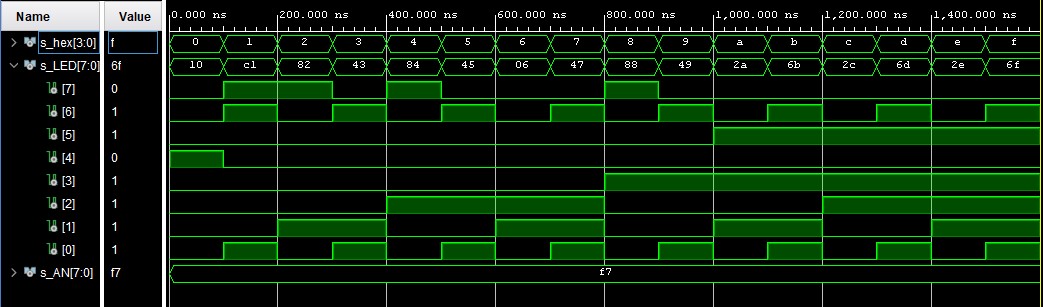 Name Value 0.000 ns 200.000 ns 400.000 ns 600.000 ns 800.000 ns 1,000.000 ns 1,200.000 ns 1,400.000 ns
s_hex[3:0] f 0 1 2 3 4 5 6 7 8 9 a b c d e f
s_LED[7:0] 6f 10 c1 82 43 84 45 06 47 88 49 2a 6b 2c 6d 2e 6f
[7] 0
[6] 1
[5] 1
[4] 0
[3] 1
[2] 1
[1] 1
[0] 1
s_AN[7:0] f7 f7